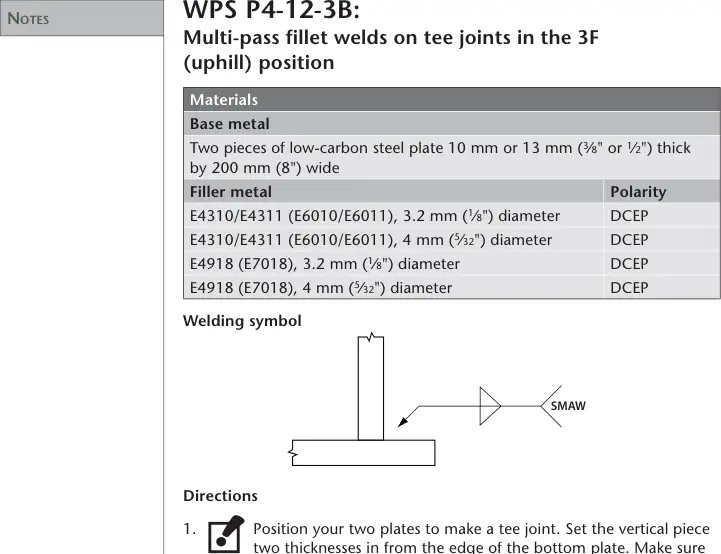 NOTES
WPS P4-12-3B:
Multi-pass fillet welds on tee joints in the 3F
(uphill) position
Materials
Base metal
Two pieces of low-carbon steel plate 10 mm or 13 mm (3⁄8" or 1⁄2") thick
by 200 mm (8") wide
Filler metal Polarity
E4310/E4311 (E6010/E6011), 3.2 mm (1⁄8") diameter DCEP
E4310/E4311 (E6010/E6011), 4 mm (5⁄32") diameter DCEP
E4918 (E7018), 3.2 mm (1⁄8") diameter DCEP
E4918 (E7018), 4 mm (5⁄32") diameter DCEP
Welding symbol
SMAW
Directions
1. Position your two plates to make a tee joint. Set the vertical piece
two thicknesses in from the edge of the bottom plate. Make sure